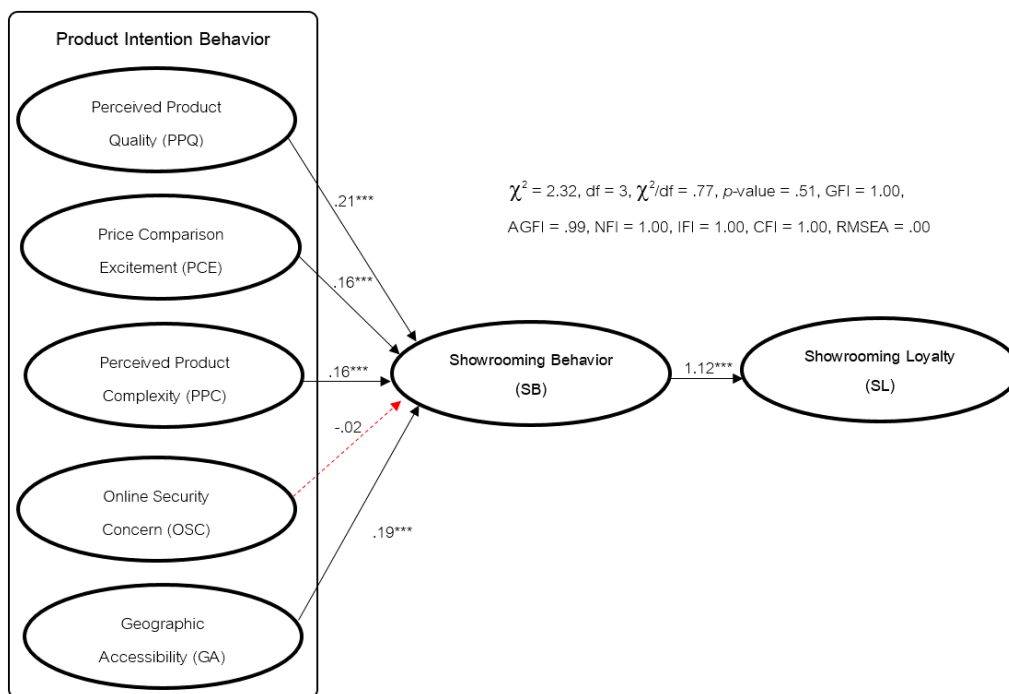 Product Intention Behavior
Perceived Product
Quality (PPQ)
.21***
χ² = 2.32, df = 3, χ²/df = .77, p-value = .51, GFI = 1.00,
AGFI = .99, NFI = 1.00, IFI = 1.00, CFI = 1.00, RMSEA = .00
Price Comparison
Excitement (PCE)
.16***
Perceived Product
Complexity (PPC)
.16***
Showrooming Behavior
(SB)
1.12***
Showrooming Loyalty
(SL)
-.02
Online Security
Concern (OSC)
.19***
Geographic
Accessibility (GA)